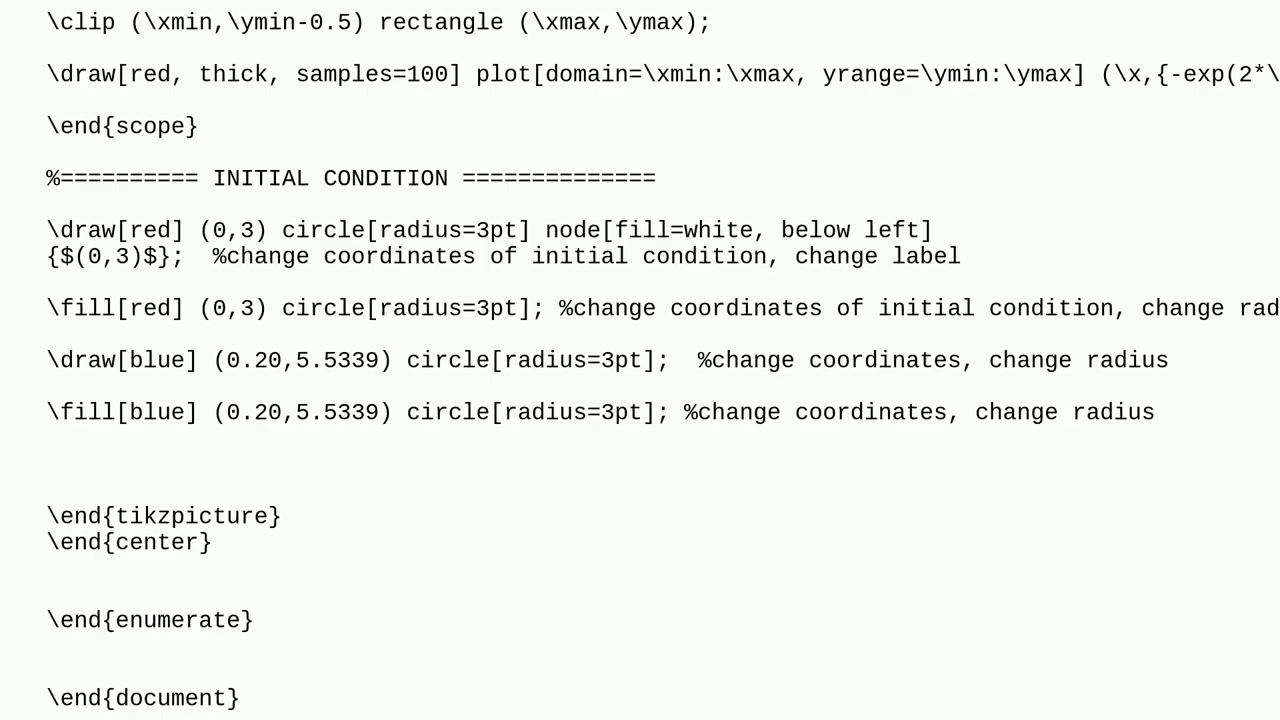 \clip (\xmin,\ymin-0.5) rectangle (\xmax,\ymax);
\draw[red, thick, samples=100] plot[domain=\xmin:\xmax, yrange=\ymin:\ymax] (\x,{-exp(2*\
\end{scope}
%========== INITIAL CONDITION ==============
\draw[red] (0,3) circle[radius=3pt] node[fill=white, below left]
{$(0,3)$};  %change coordinates of initial condition, change label
\fill[red] (0,3) circle[radius=3pt]; %change coordinates of initial condition, change rad
\draw[blue] (0.20,5.5339) circle[radius=3pt];  %change coordinates, change radius
\fill[blue] (0.20,5.5339) circle[radius=3pt]; %change coordinates, change radius
\end{tikzpicture}
\end{center}
\end{enumerate}
\end{document}